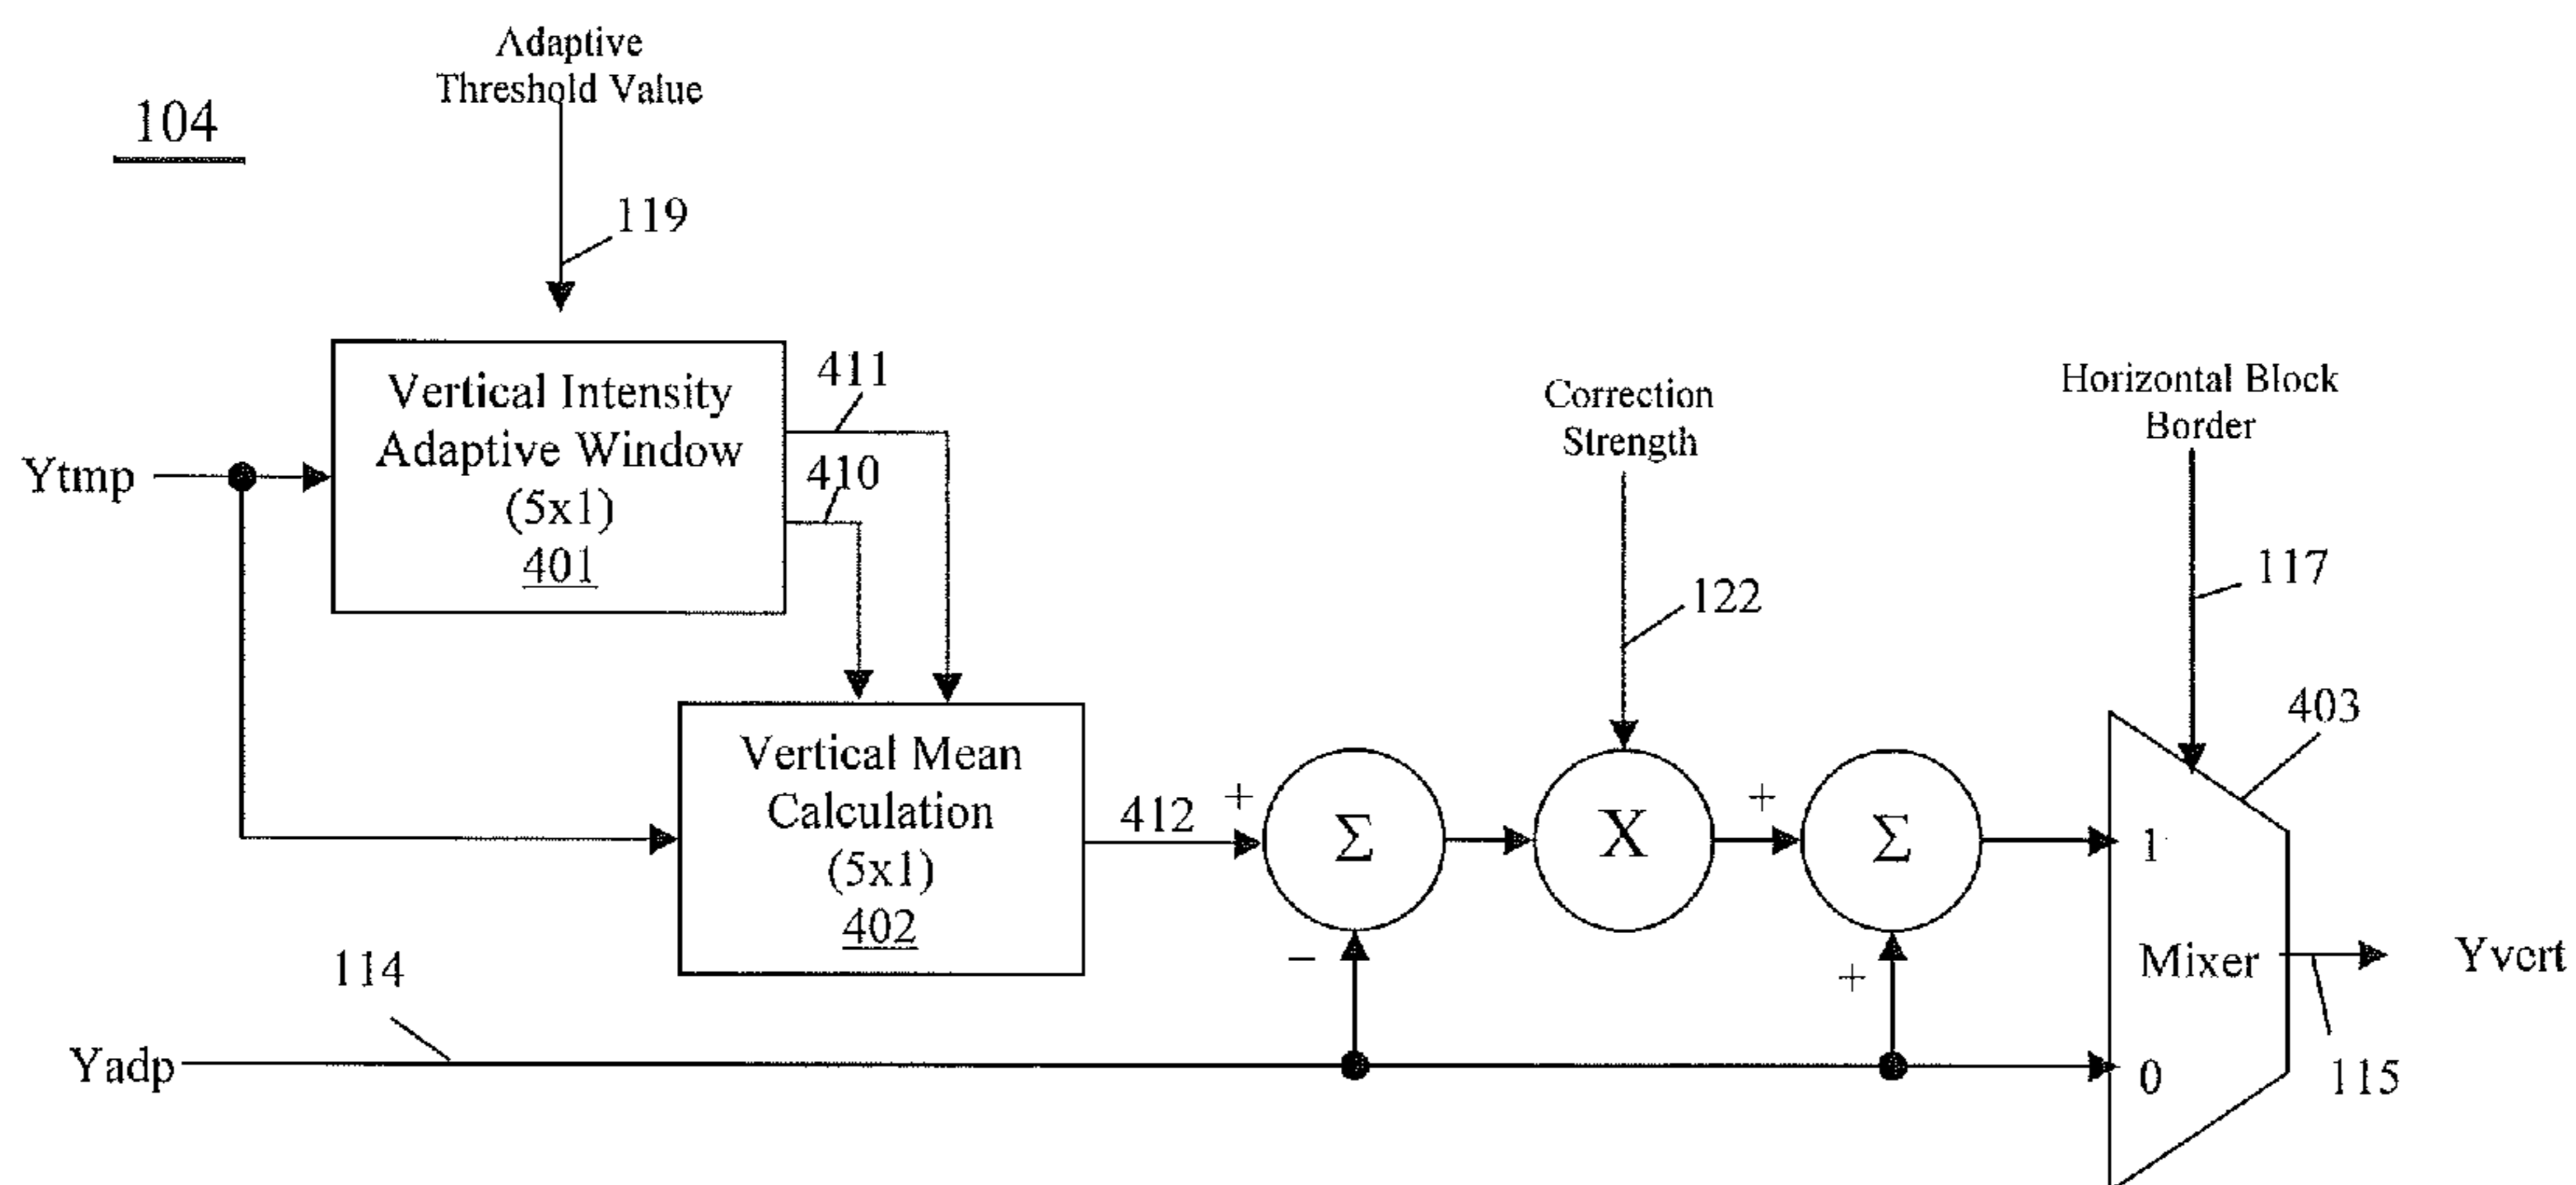 Adaptive
Threshold Value
104
119
Vertical Intensity
Adaptive Window
(5x1)
401
411
410
Ytmp
Correction
Strength
122
Horizontal Block
Border
117
403
Vertical Mean
Calculation
(5x1)
402
412
+
Σ
−
X
+
Σ
+
1
Mixer
0
Yvert
115
114
Yadp